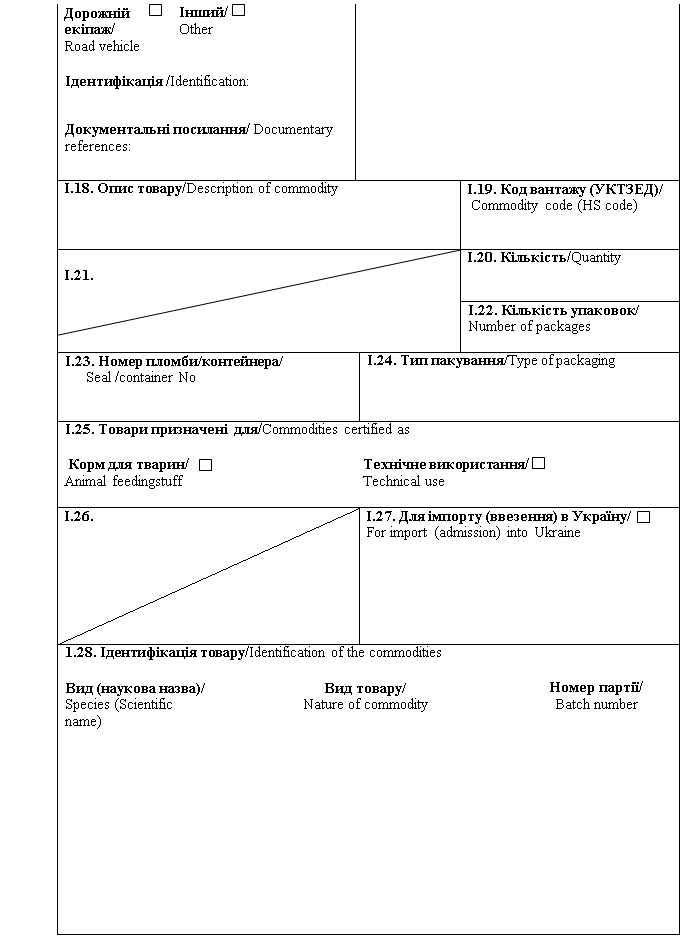 Дорожній
екіпаж/
Road vehicle
Інший/
Other
Ідентифікація /Identification:
Документальні посилання/ Documentary
references:
I.18. Опис товару/Description of commodity
I.19. Код вантажу (УКТЗЕД)/
Commodity code (HS code)
I.20. Кількість/Quantity
I.21.
I.22. Кількість упаковок/
Number of packages
I.23. Номер пломби/контейнера/
Seal /container No
I.24. Тип пакування/Type of packaging
I.25. Товари призначені для/Commodities certified as
Корм для тварин/
Animal feedingstuff
Технічне використання/
Technical use
I.26.
I.27. Для імпорту (ввезення) в Україну/
For import (admission) into Ukraine
1.28. Ідентифікація товару/Identification of the commodities
Вид (наукова назва)/
Species (Scientific
name)
Вид товару/
Nature of commodity
Номер партії/
Batch number